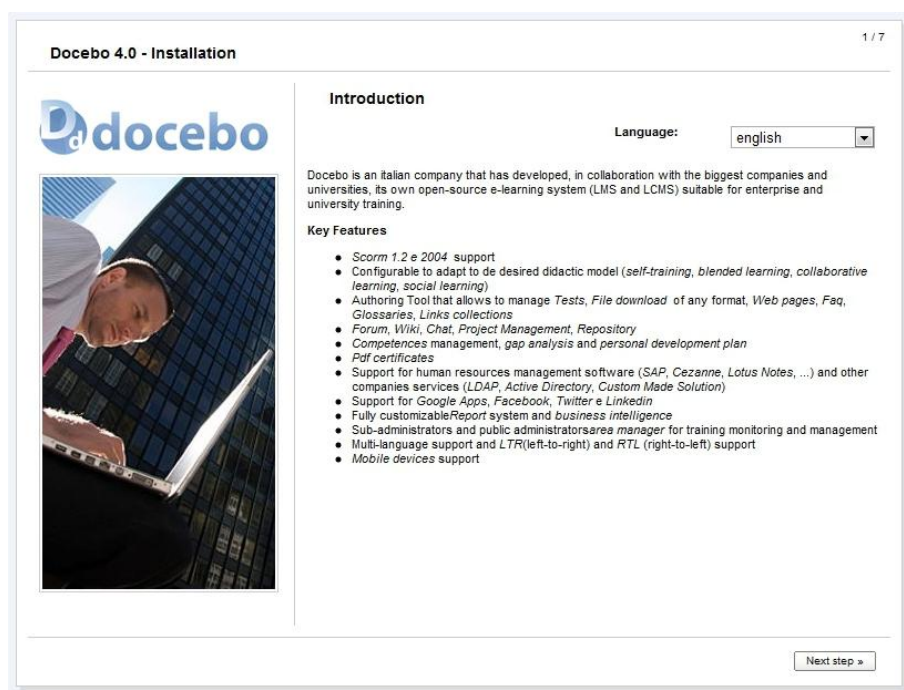 1 / 7
Docebo 4.0 - Installation
Dd docebo
Introduction
Language:
english
Docebo is an italian company that has developed, in collaboration with the biggest companies and
universities, its own open-source e-learning system (LMS and LCMS) suitable for enterprise and
university training.
Key Features
● Scorm 1.2 e 2004 support
● Configurable to adapt to de desired didactic model (self-training, blended learning, collaborative
learning, social learning)
● Authoring Tool that allows to manage Tests, File download of any format, Web pages, Faq,
Glossaries, Links collections
● Forum, Wiki, Chat, Project Management, Repository
● Competences management, gap analysis and personal development plan
● Pdf certificates
● Support for human resources management software (SAP, Cezanne, Lotus Notes, ...) and other
companies services (LDAP, Active Directory, Custom Made Solution)
● Support for Google Apps, Facebook, Twitter e Linkedin
● Fully customizableReport system and business intelligence
● Sub-administrators and public administratorsarea manager for training monitoring and management
● Multi-language support and LTR(left-to-right) and RTL (right-to-left) support
● Mobile devices support
Next step »